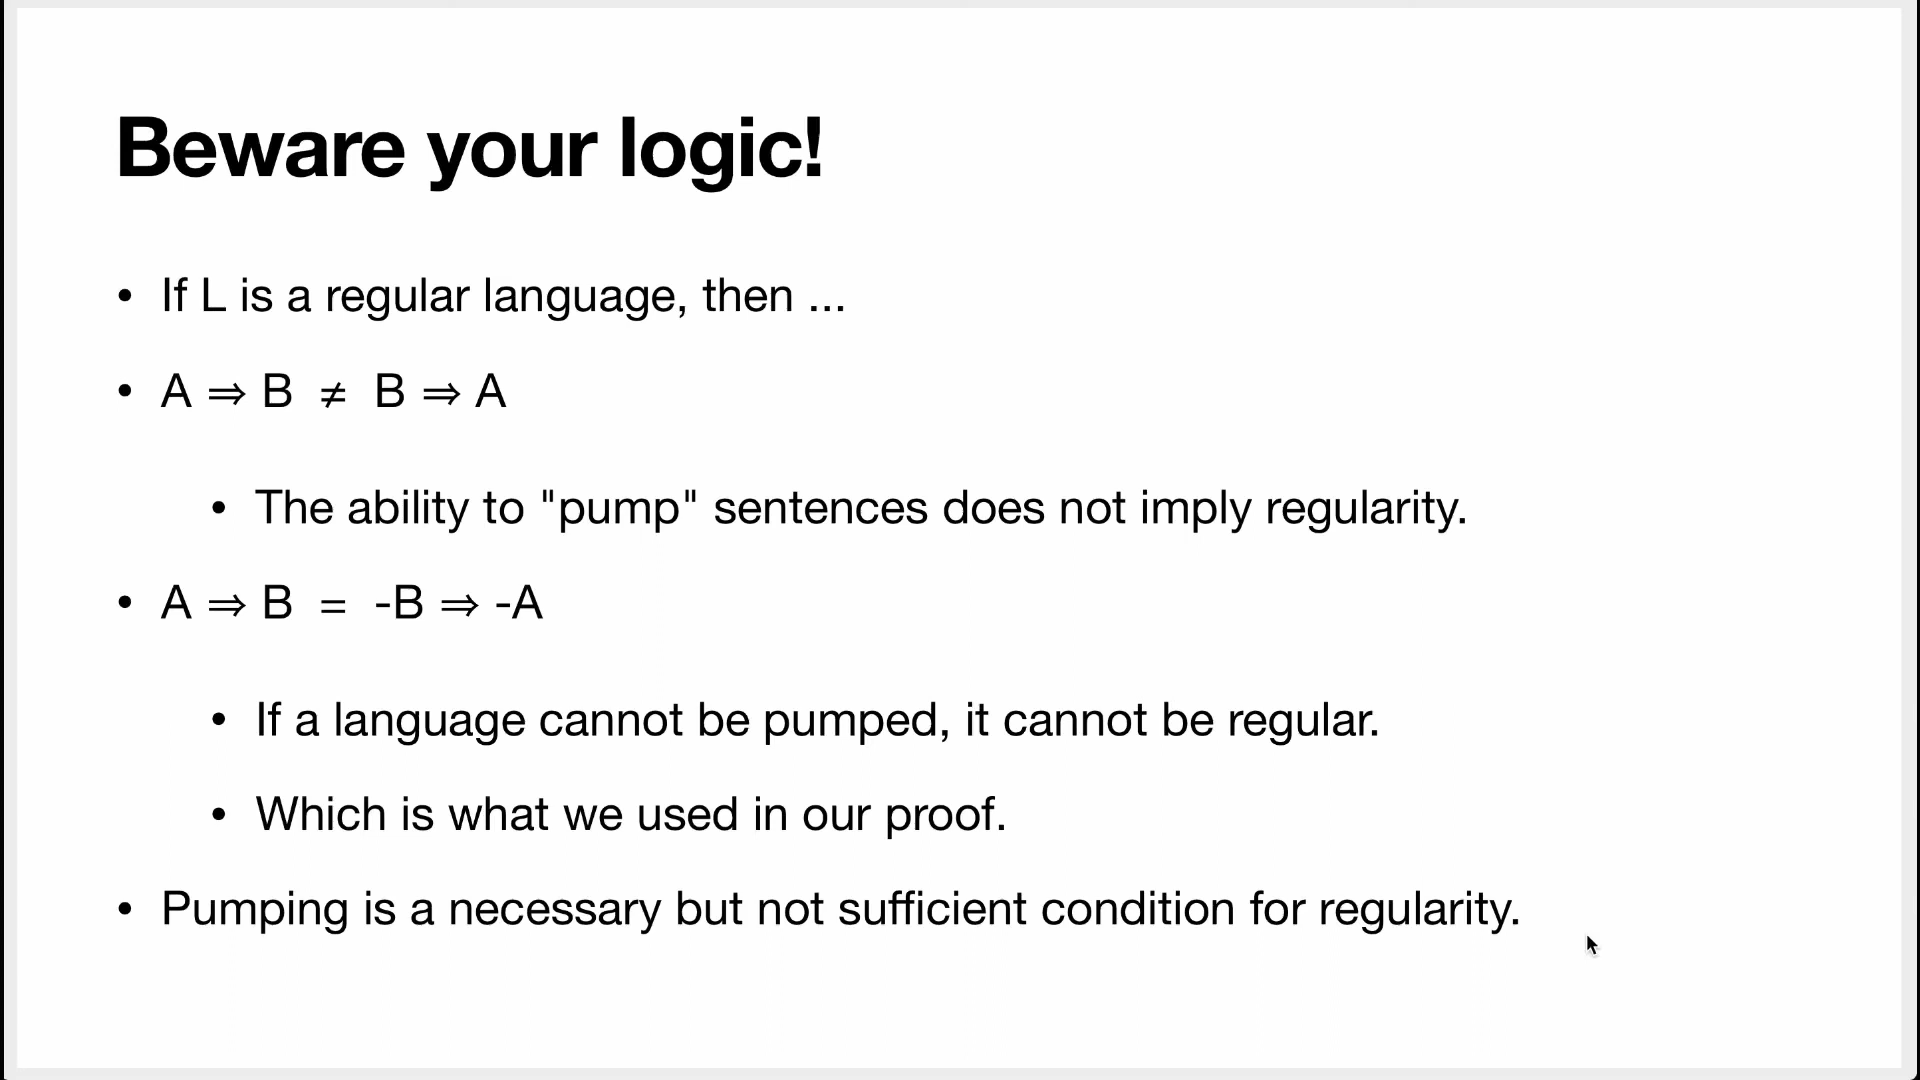 Beware your logic!
• If L is a regular language, then ...
• A ⇒ B ≠ B ⇒ A
• The ability to "pump" sentences does not imply regularity.
• A ⇒ B = -B ⇒ -A
• If a language cannot be pumped, it cannot be regular.
• Which is what we used in our proof.
• Pumping is a necessary but not sufficient condition for regularity.